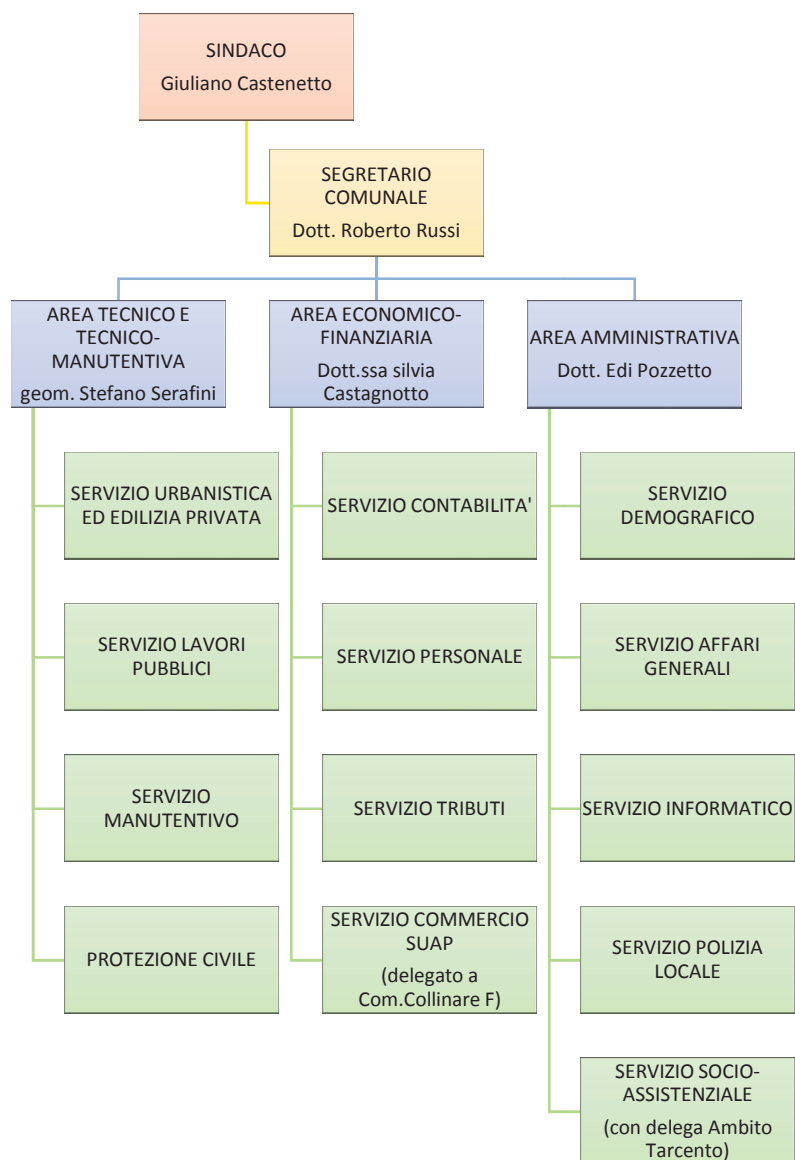 SINDACO
Giuliano Castenetto
SEGRETARIO
COMUNALE
Dott. Roberto Russi
AREA TECNICO E
TECNICO-
MANUTENTIVA
geom. Stefano Serafini
AREA ECONOMICO-
FINANZIARIA
Dott.ssa silvia
Castagnotto
AREA AMMINISTRATIVA
Dott. Edi Pozzetto
SERVIZIO URBANISTICA
ED EDILIZIA PRIVATA
SERVIZIO LAVORI
PUBBLICI
SERVIZIO
MANUTENTIVO
PROTEZIONE CIVILE
SERVIZIO CONTABILITA'
SERVIZIO PERSONALE
SERVIZIO TRIBUTI
SERVIZIO COMMERCIO
SUAP
(delegato a
Com.Collinare F)
SERVIZIO
DEMOGRAFICO
SERVIZIO AFFARI
GENERALI
SERVIZIO INFORMATICO
SERVIZIO POLIZIA
LOCALE
SERVIZIO SOCIO-
ASSISTENZIALE
(con delega Ambito
Tarcento)